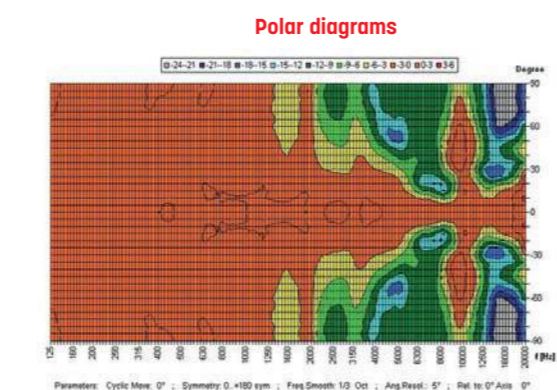 Polar diagrams
-24--21 -21--18 -18--15 -15--12 -12--9 -9--6 -6--3 -3-0 0-3 3-6
Degree
90
60
30
0
-30
-60
-90
125 160 200 250 315 400 500 630 800 1000 1250 1600 2000 2500 3150 4000 5000 6300 8000 10000 12500 16000 20000 f [Hz]
Parameters: Cyclic Move: 0° ; Symmetry: 0..+180 sym ; Freq.Smooth: 1/3 Oct ; Ang.Resol.: 5° ; Rel. to: 0° Ang 0°